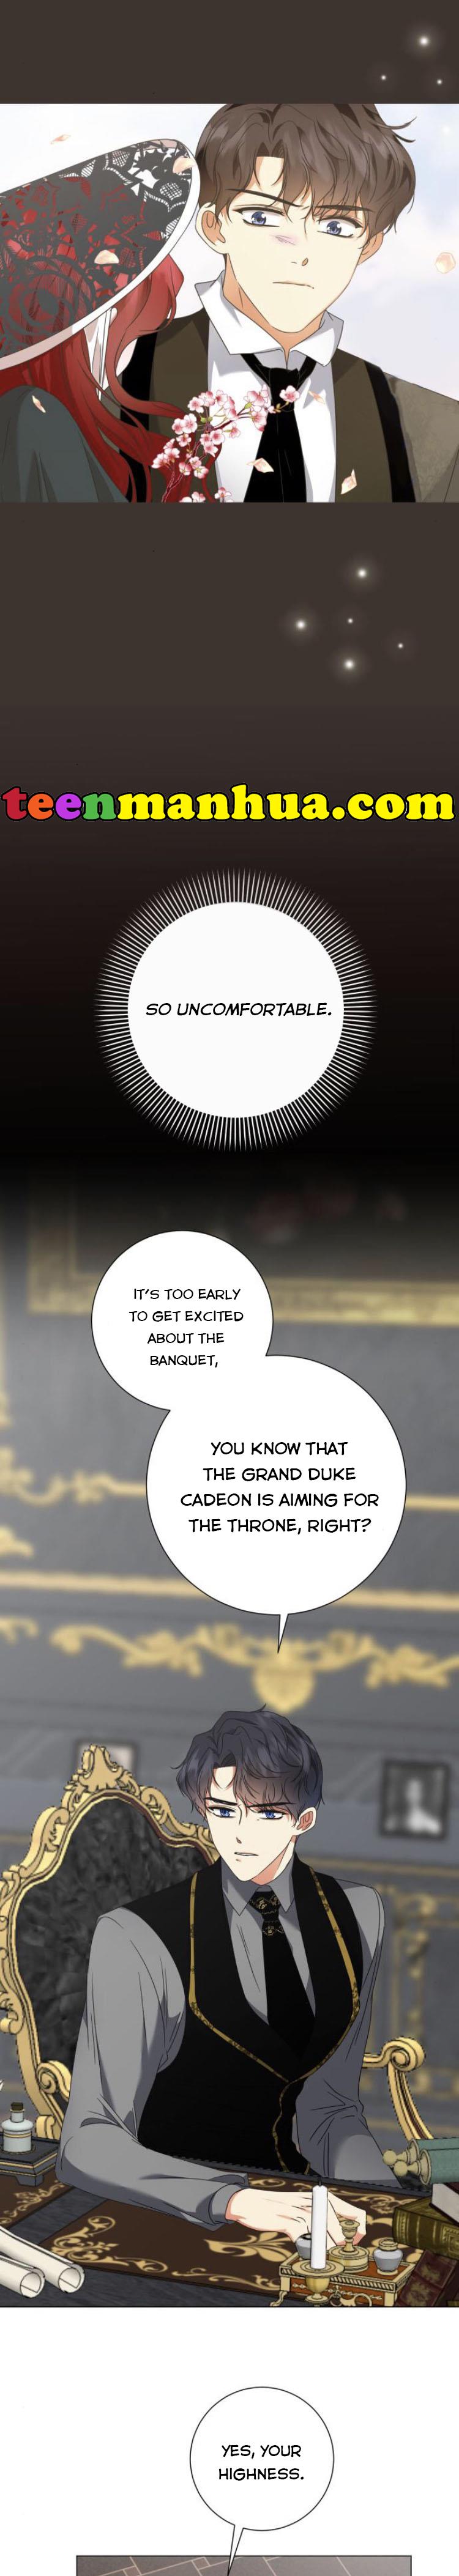 teenmanhua.com
SO UNCOMFORTABLE.
IT'S TOO EARLY
TO GET EXCITED
ABOUT THE
BANQUET,
YOU KNOW THAT
THE GRAND DUKE
CADEON IS AIMING FOR
THE THRONE, RIGHT?
YES, YOUR
HIGHNESS.